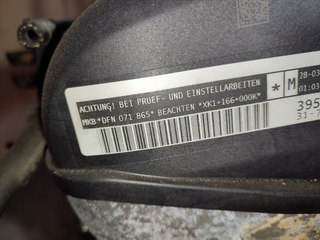 ACHTUNG! BEI PRUEF- UND EINSTELLARBEITEN
MKB*DFN 071 865* BEACHTEN *XK1+166+000K*
* M
28-03
01:03
395
31-7